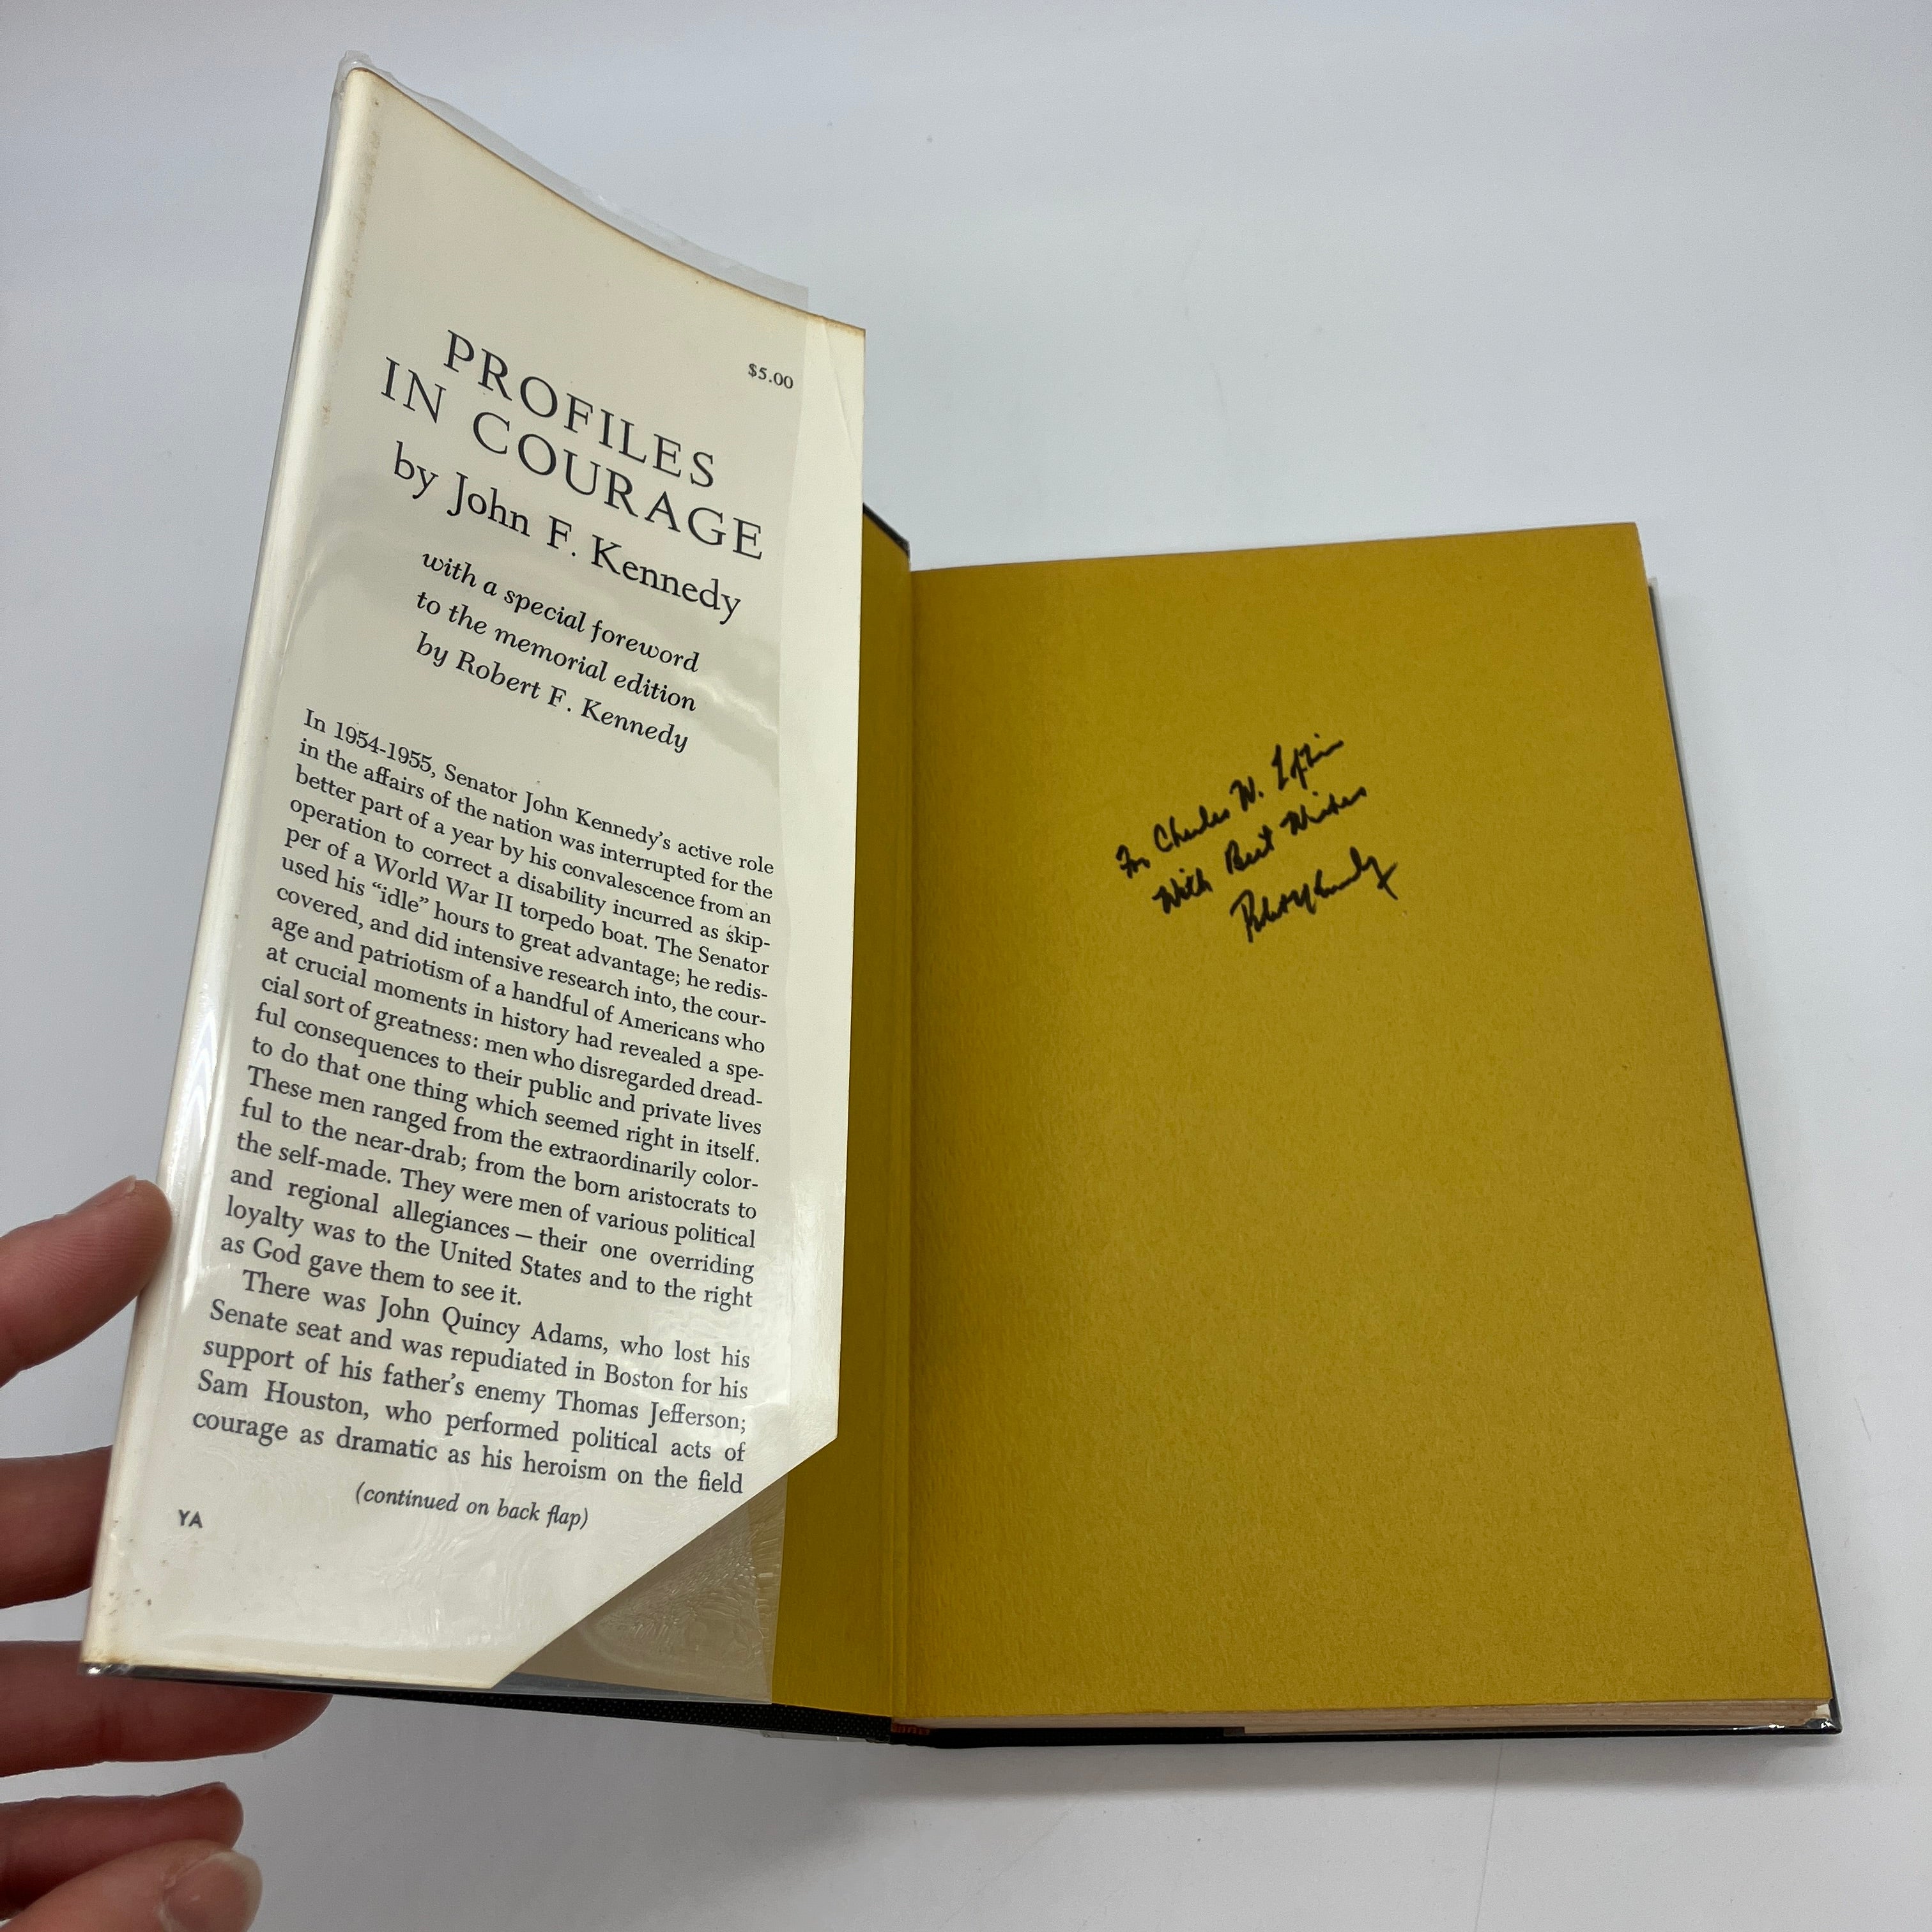 $5.00
PROFILES
IN COURAGE
by John F. Kennedy
with a special foreword
to the memorial edition
by Robert F. Kennedy
In 1954-1955, Senator John Kennedy's active role
in the affairs of the nation was interrupted for the
better part of a year by his convalescence from an
operation to correct a disability incurred as skip-
per of a World War II torpedo boat. The Senator
used his “idle” hours to great advantage; he redis-
covered, and did intensive research into, the cour-
age and patriotism of a handful of Americans who
at crucial moments in history had revealed a spe-
cial sort of greatness: men who disregarded dread-
ful consequences to their public and private lives
to do that one thing which seemed right in itself.
These men ranged from the extraordinarily color-
ful to the near-drab; from the born aristocrats to
the self-made. They were men of various political
and regional allegiances – their one overriding
loyalty was to the United States and to the right
as God gave them to see it.
There was John Quincy Adams, who lost his
Senate seat and was repudiated in Boston for his
support of his father's enemy Thomas Jefferson;
Sam Houston, who performed political acts of
courage as dramatic as his heroism on the field
(continued on back flap)
YA
For Charles W.
With Best Wishes
Robert Kennedy